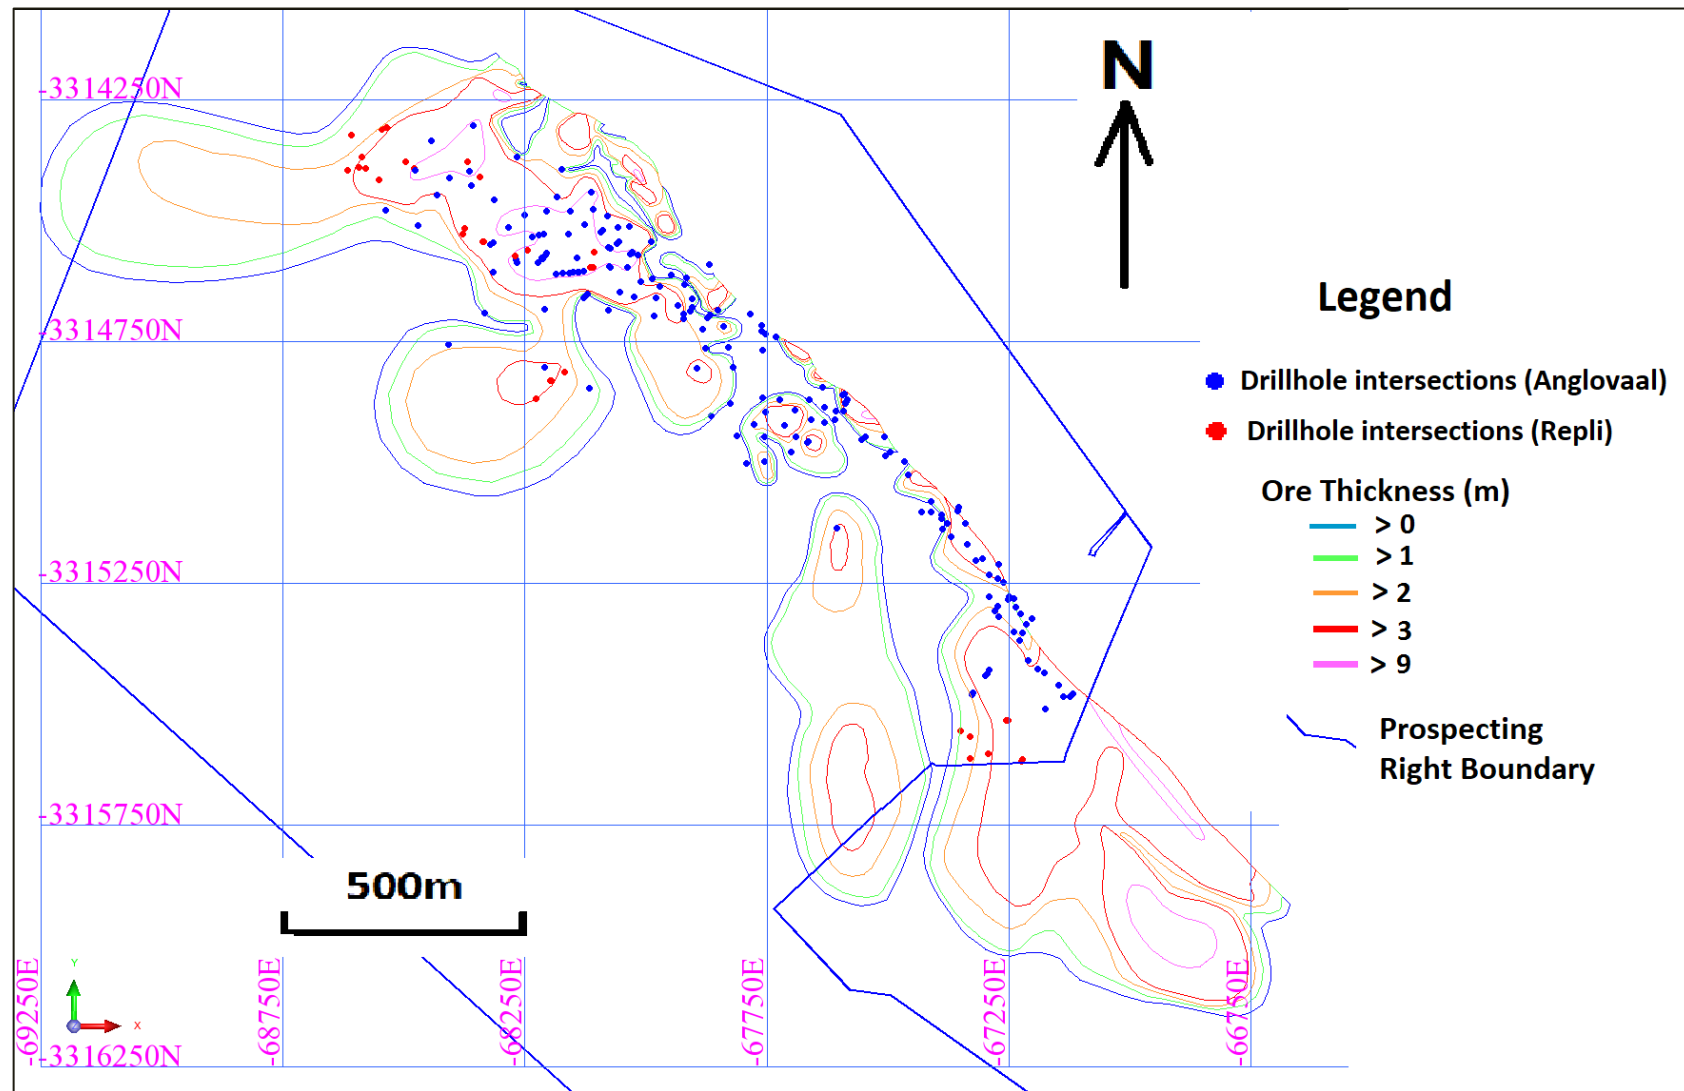 N
-3314250N
-3314750N
-3315250N
-3315750N
-3316250N
-69250E
-68750E
-68250E
-67750E
-67250E
-66750E
500m
Y
X
Legend
Drillhole intersections (Anglovaal)
Drillhole intersections (Repli)
Ore Thickness (m)
> 0
> 1
> 2
> 3
> 9
Prospecting
Right Boundary